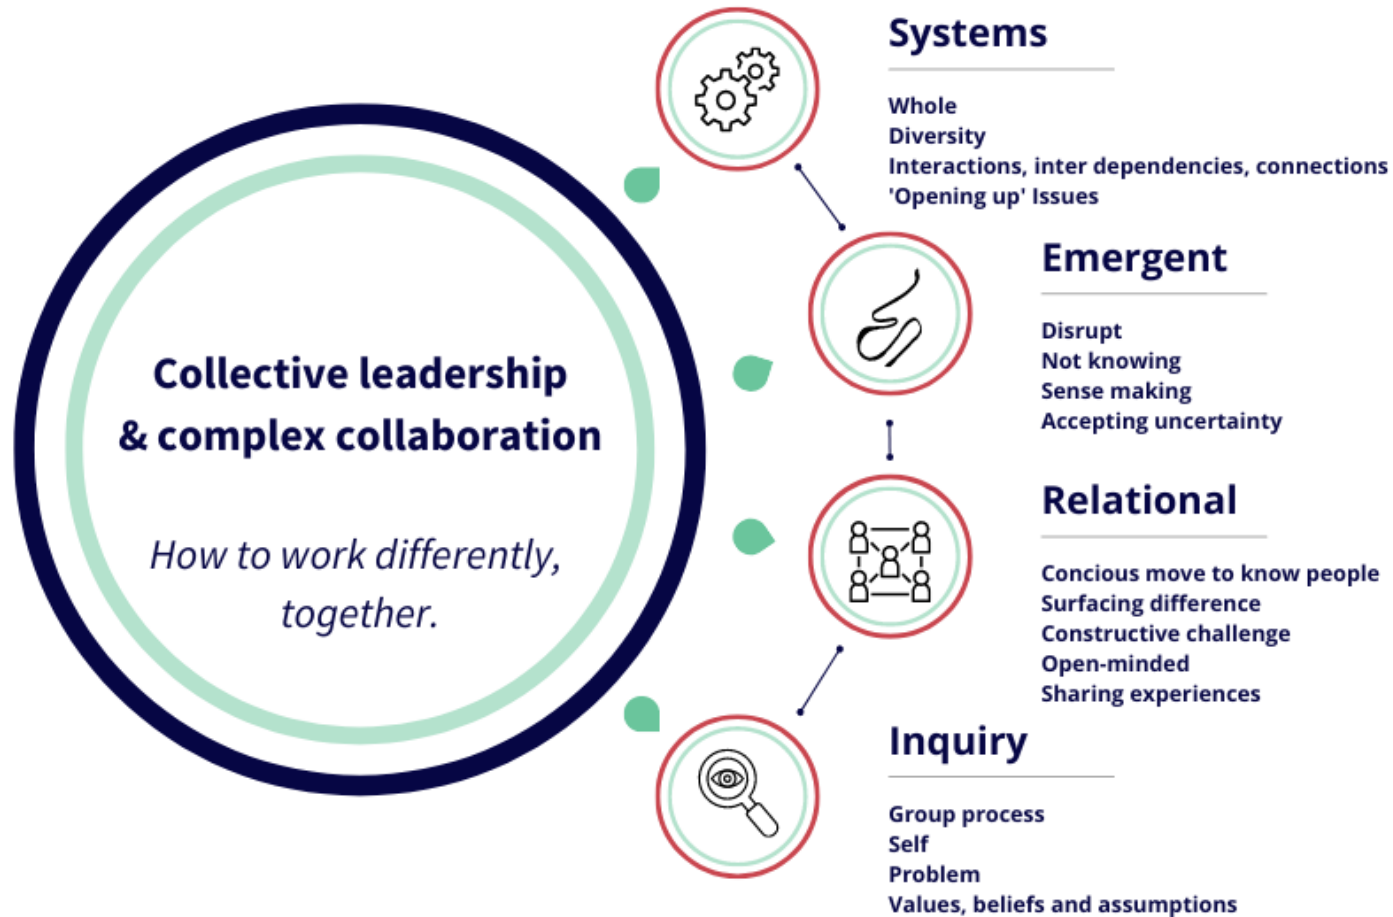 Collective leadership
& complex collaboration
How to work differently,
together.
Systems
Whole
Diversity
Interactions, inter dependencies, connections
'Opening up' Issues
Emergent
Disrupt
Not knowing
Sense making
Accepting uncertainty
Relational
Concious move to know people
Surfacing difference
Constructive challenge
Open-minded
Sharing experiences
Inquiry
Group process
Self
Problem
Values, beliefs and assumptions